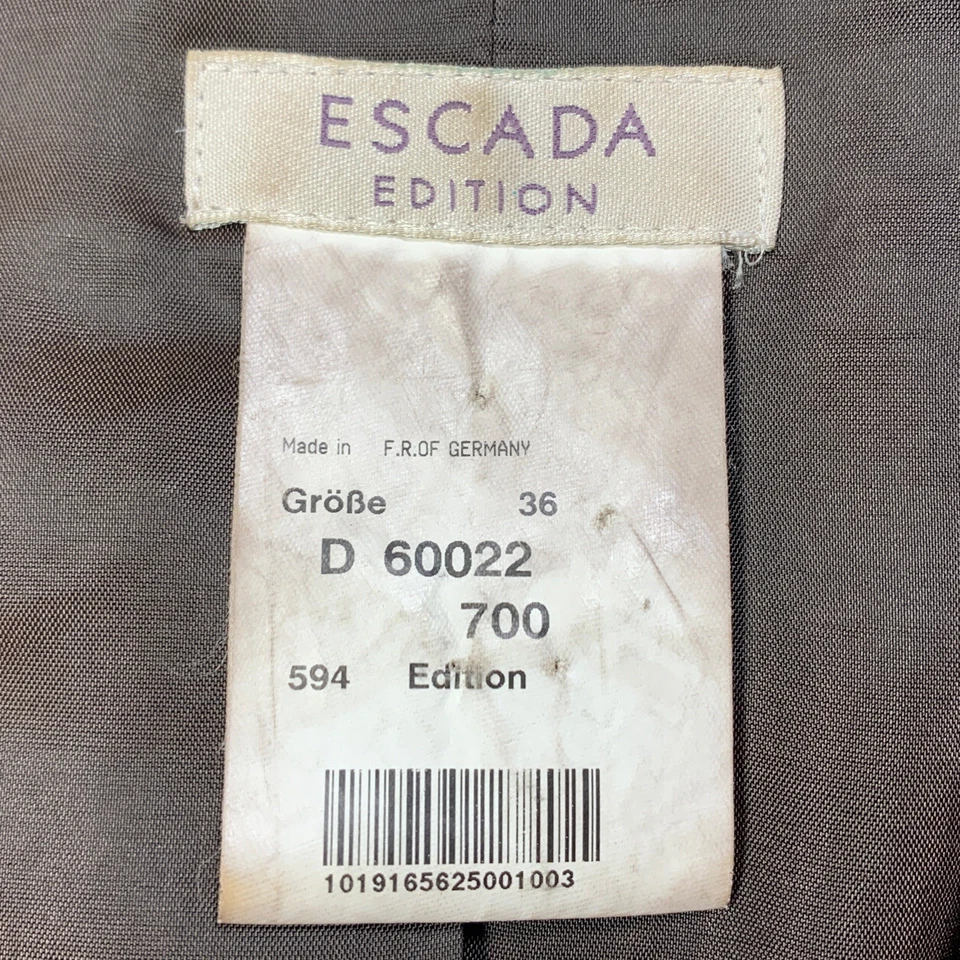 ESCADA
EDITION
Made in F.R.OF GERMANY
Größe 36
D 60022
700
594 Edition
1019165625001003